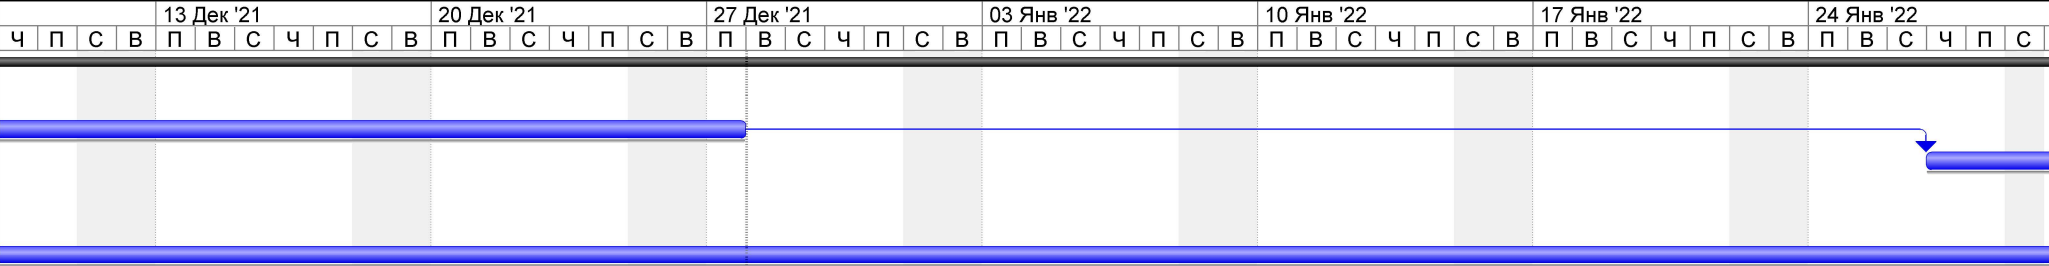 13 Дек '21 20 Дек '21 27 Дек '21 03 Янв '22 10 Янв '22 17 Янв '22 24 Янв '22
Ч П С В П В С Ч П С В П В С Ч П С В П В С Ч П С В П В С Ч П С В П В С Ч П С В П В С Ч П С В П В С Ч П С